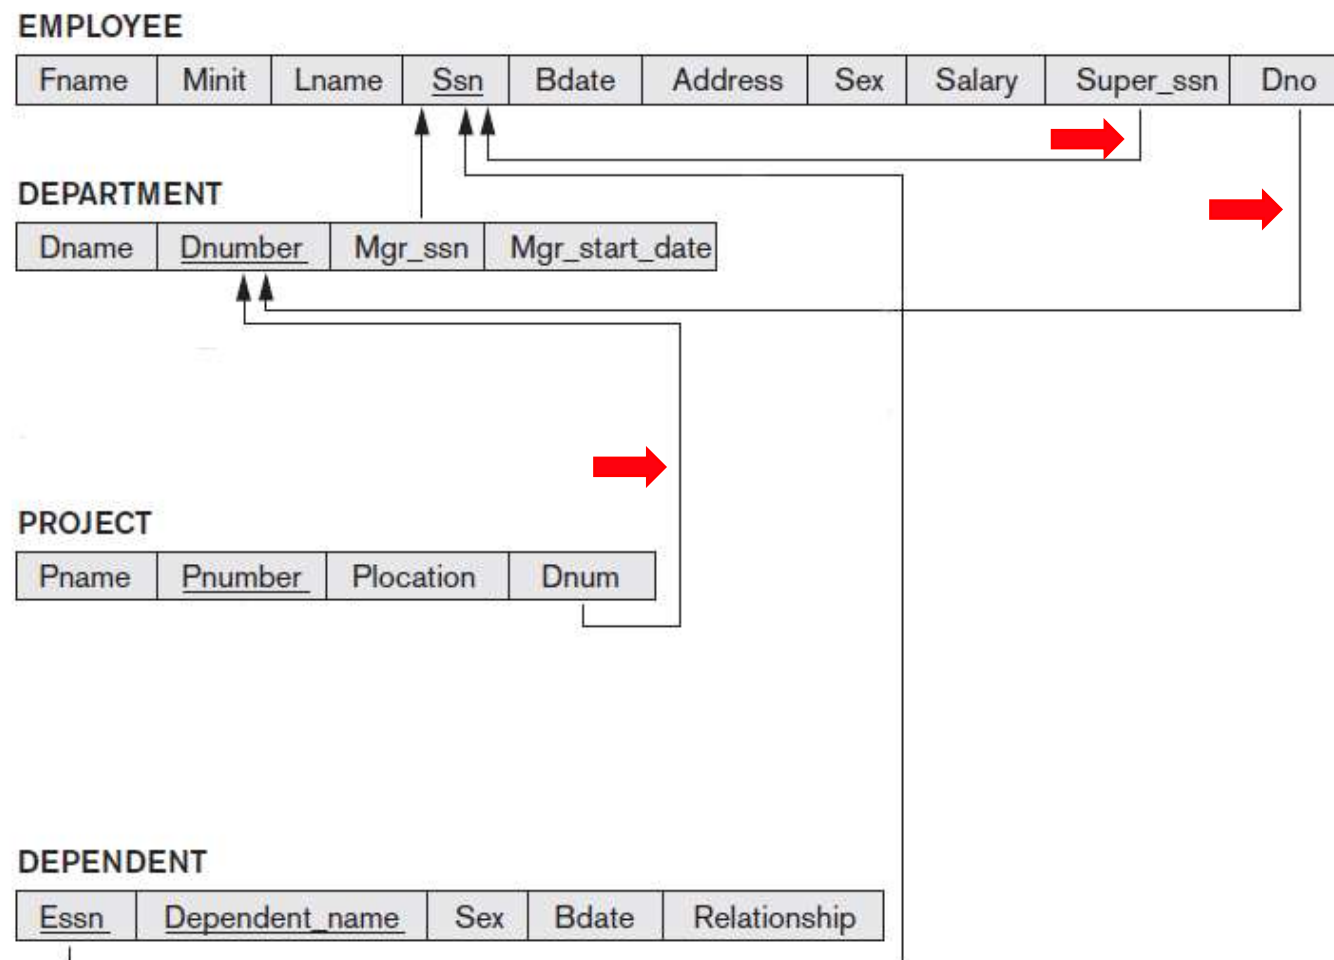 EMPLOYEE
Fname Minit Lname Ssn Bdate Address Sex Salary Super_ssn Dno
DEPARTMENT
Dname Dnumber Mgr_ssn Mgr_start_date
PROJECT
Pname Pnumber Plocation Dnum
DEPENDENT
Essn Dependent_name Sex Bdate Relationship